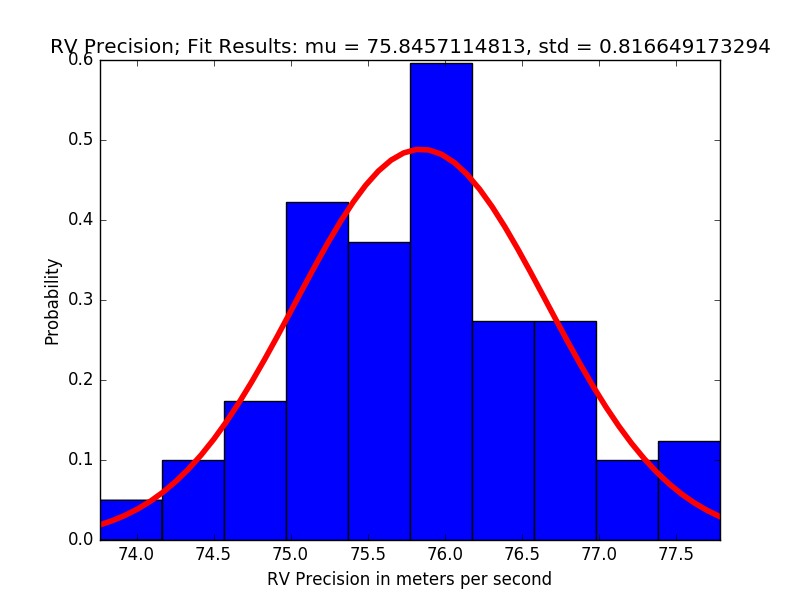 RV Precision; Fit Results: mu = 75.8457114813, std = 0.816649173294
0.6
0.5
0.4
0.3
0.2
0.1
0.0
Probability
74.0 74.5 75.0 75.5 76.0 76.5 77.0 77.5
RV Precision in meters per second